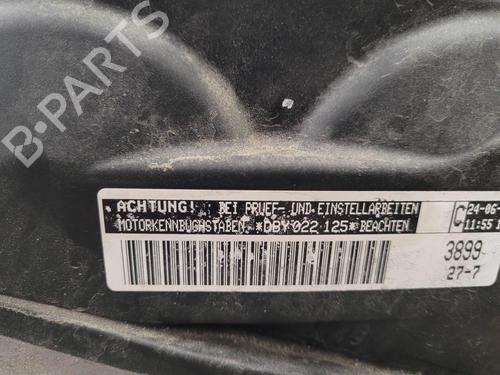 B-PARTS
ACHTUNG! BEI PRUEF- UND EINSTELLARBEITEN
MOTORKENNBUCHSTABEN *DBY 022 125* BEACHTEN
C
24-06-
11:55
3899
27-7